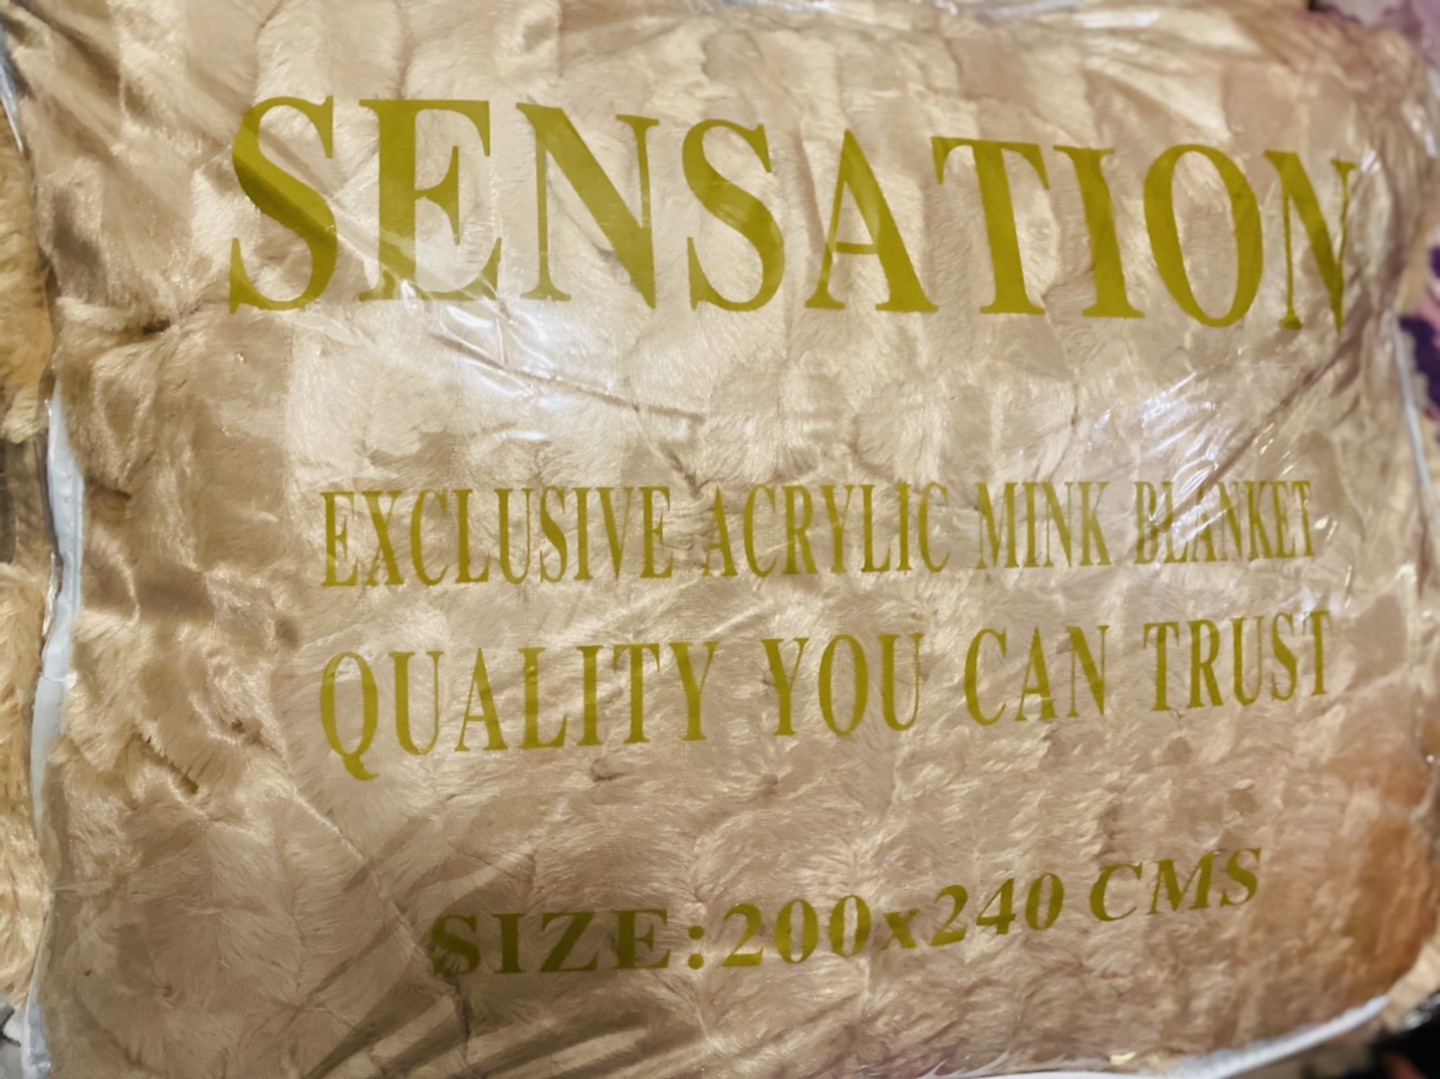 SENSATION
EXCLUSIVE ACRYLIC MINK BLANKET
QUALITY YOU CAN TRUST
SIZE:200x240 CMS